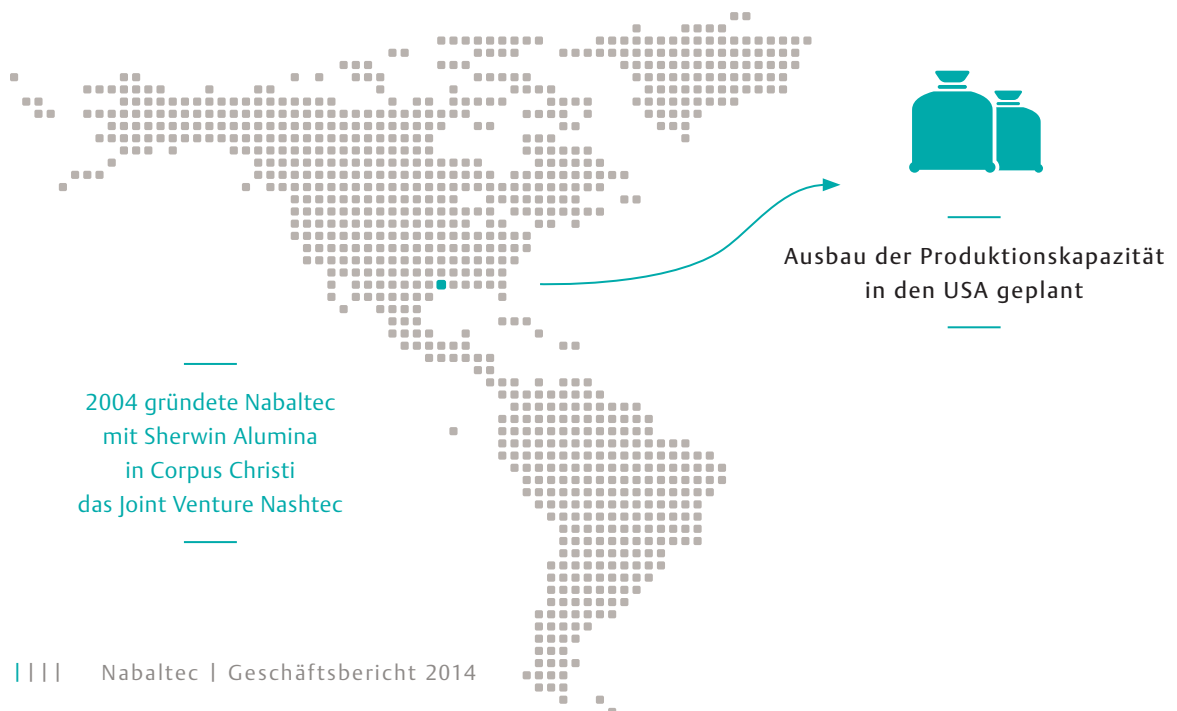 Ausbau der Produktionskapazität
in den USA geplant
2004 gründete Nabaltec
mit Sherwin Alumina
in Corpus Christi
das Joint Venture Nashtec
Nabaltec | Geschäftsbericht 2014